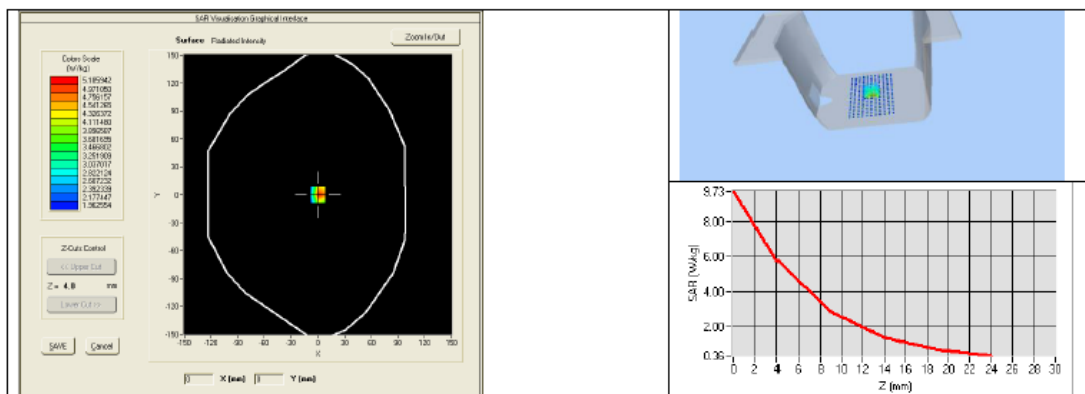 SAR Visualisation Graphical Interface
Surface Radiated Intensity
Zoom In/Out
Colors Scale
(W/kg)
5.185942
4.971050
4.756157
4.541265
4.326372
4.111480
3.896587
3.681695
3.466802
3.251909
3.037017
2.822124
2.607232
2.392339
2.177447
1.962554
150
120
90
60
30
0
-30
-60
-90
-120
-150
Y
-150 -120 -90 -60 -30 0 30 60 90 120 150
X
Z-Cuts Control
<< Upper Cut
Z = 4.0 mm
Lower Cut >>
SAVE Cancel
0 X (mm) 0 Y (mm)
9.73
8.00
6.00
4.00
2.00
0.36
SAR (W/kg)
0 2 4 6 8 10 12 14 16 18 20 22 24 26 28 30
Z (mm)